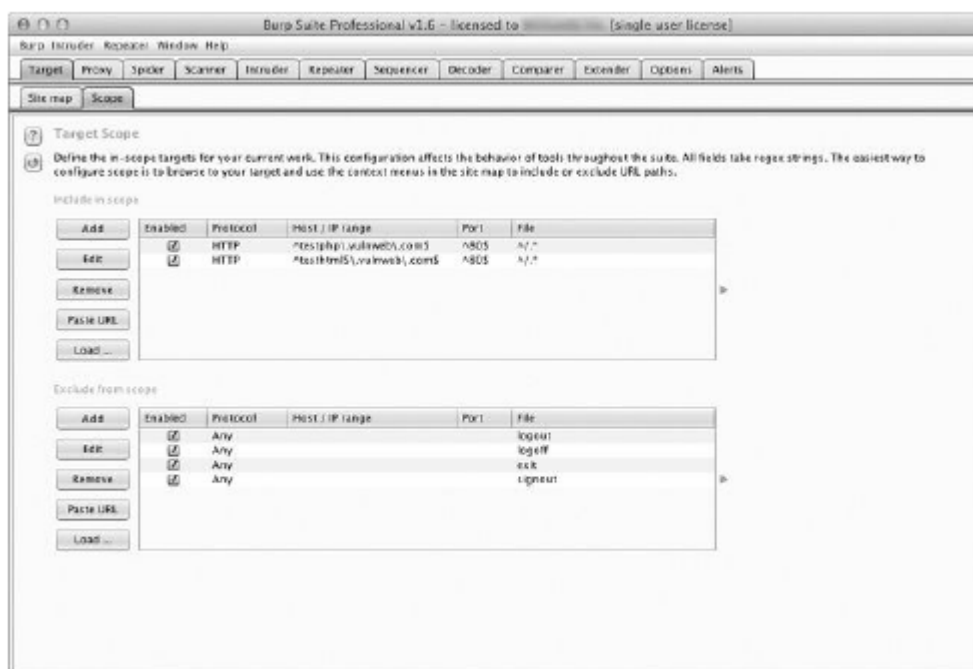 Burp Suite Professional v1.6 – licensed to [single user license]
Burp Intruder Repeater Window Help
Target Proxy Spider Scanner Intruder Repeater Sequencer Decoder Comparer Extender Options Alerts
Site map Scope
? Target Scope
Define the in-scope targets for your current work. This configuration affects the behavior of tools throughout the suite. All fields take regex strings. The easiest way to
configure scope is to browse to your target and use the context menus in the site map to include or exclude URL paths.
Include in scope
Add Enabled Protocol Host / IP range Port File
HTTP ^testphp\.vulnweb\.com$ ^80$ ^/.*
Edit HTTP ^testhtml5\.vulnweb\.com$ ^80$ ^/.*
Remove
Paste URL
Load ...
Exclude from scope
Add Enabled Protocol Host / IP range Port File
Any logout
Edit Any logoff
Any exit
Remove Any signout
Paste URL
Load ...